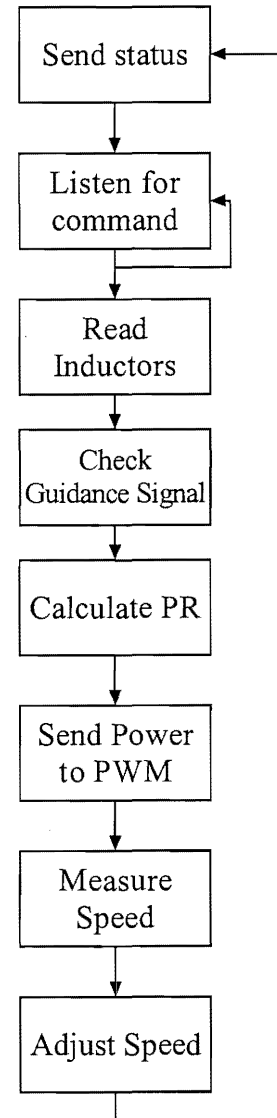 Send status
Listen for
command
Read
Inductors
Check
Guidance Signal
Calculate PR
Send Power
to PWM
Measure
Speed
Adjust Speed